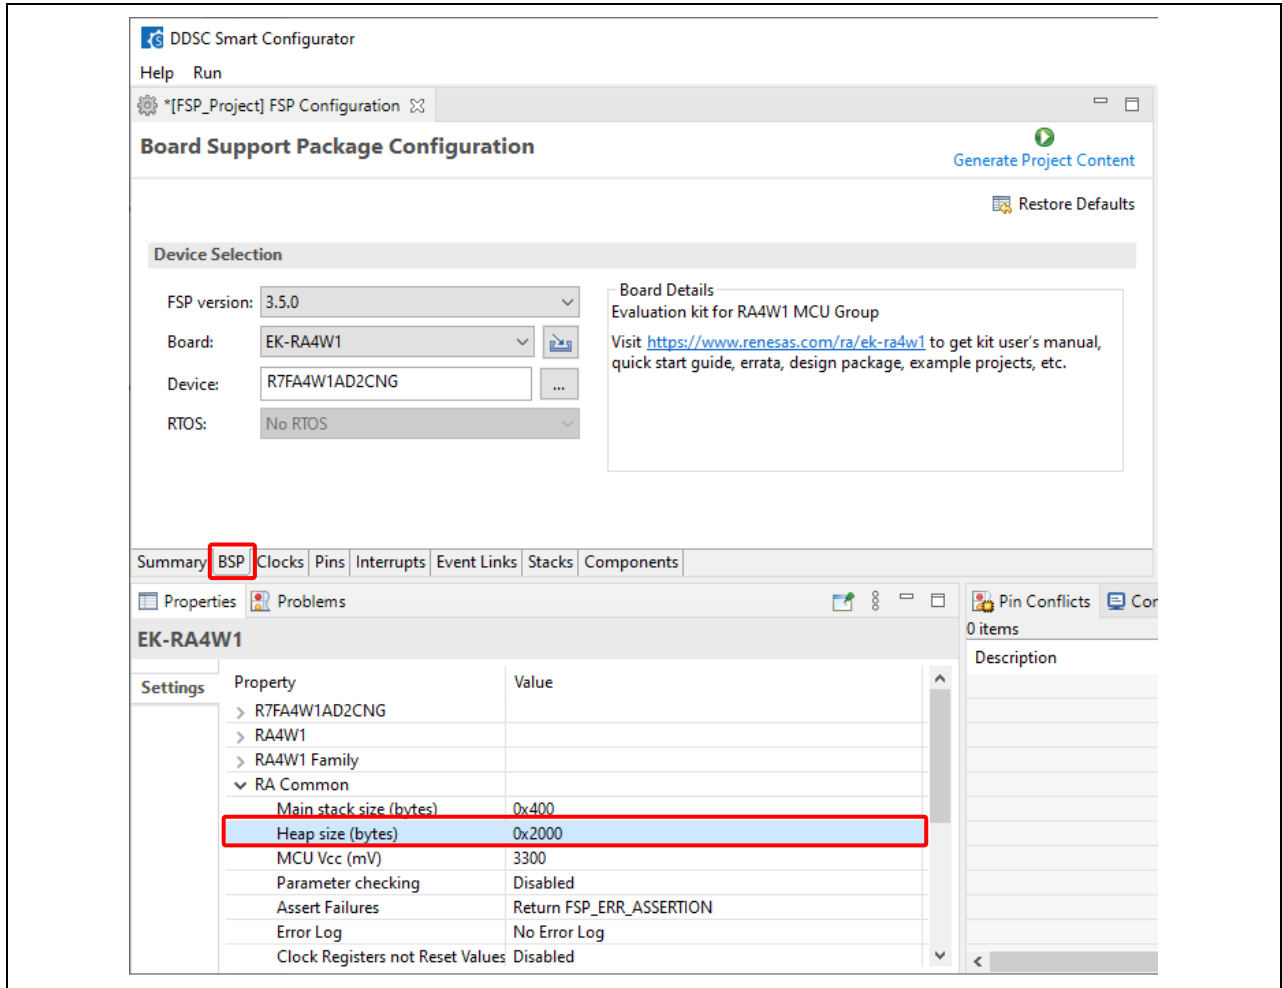 DDSC Smart Configurator
Help Run
*[FSP_Project] FSP Configuration
Board Support Package Configuration
Generate Project Content
Restore Defaults
Device Selection
FSP version: 3.5.0
Board: EK-RA4W1
Device: R7FA4W1AD2CNG ...
RTOS: No RTOS
Board Details
Evaluation kit for RA4W1 MCU Group
Visit https://www.renesas.com/ra/ek-ra4w1 to get kit user's manual,
quick start guide, errata, design package, example projects, etc.
Summary BSP Clocks Pins Interrupts Event Links Stacks Components
Properties Problems
EK-RA4W1
Settings
Property Value
R7FA4W1AD2CNG
RA4W1
RA4W1 Family
RA Common
Main stack size (bytes) 0x400
Heap size (bytes) 0x2000
MCU Vcc (mV) 3300
Parameter checking Disabled
Assert Failures Return FSP_ERR_ASSERTION
Error Log No Error Log
Clock Registers not Reset Values Disabled
Pin Conflicts Cor
0 items
Description